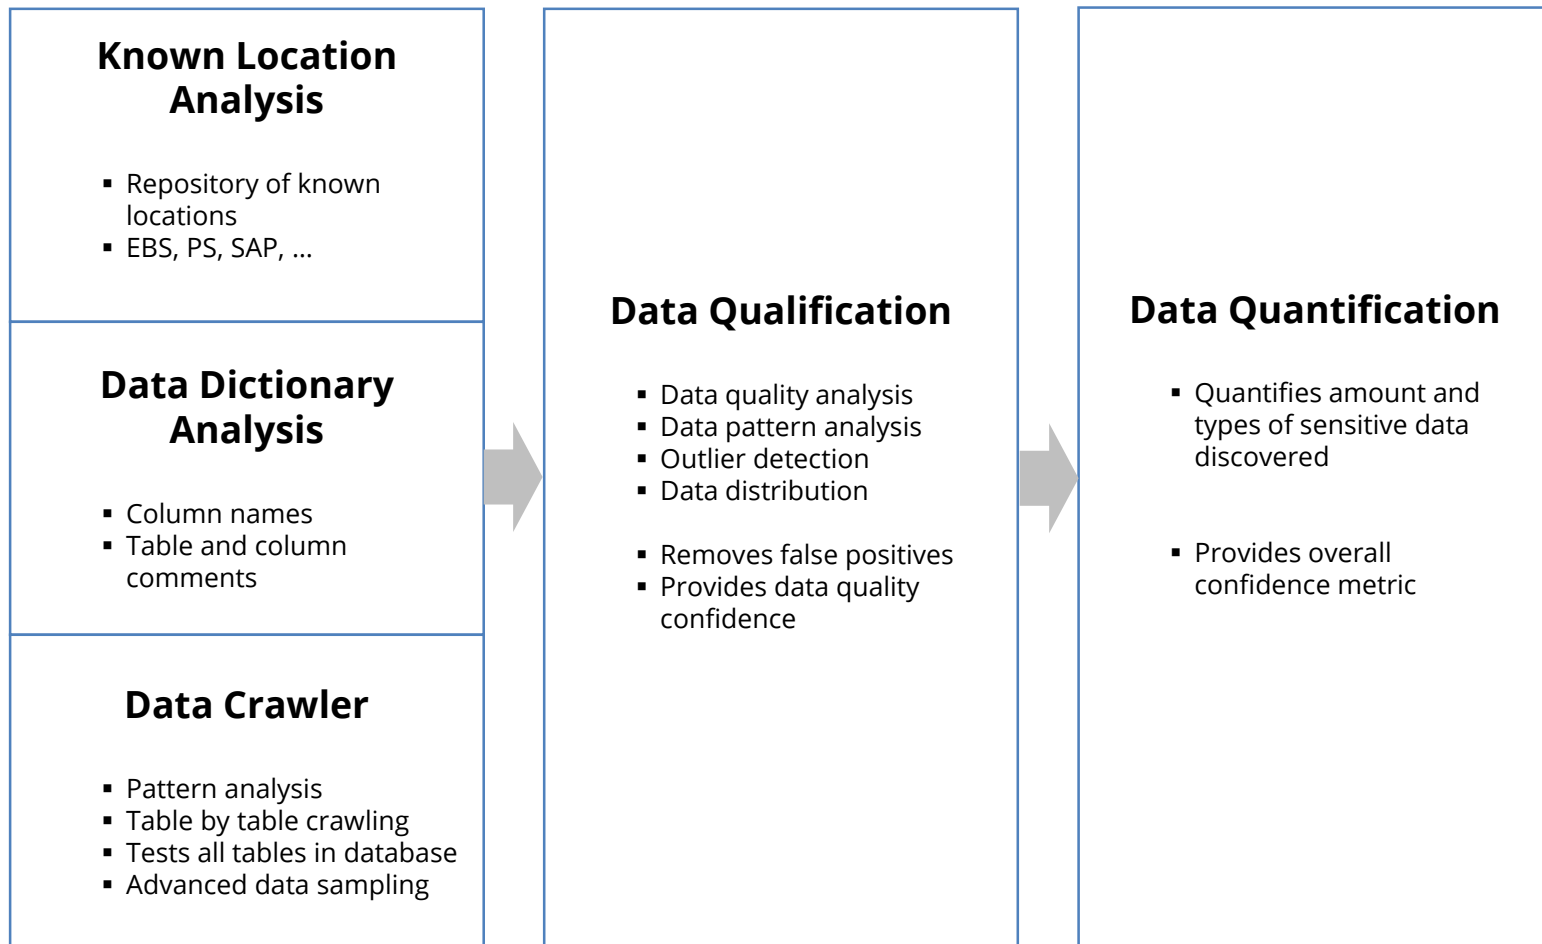 Known Location
Analysis
▪ Repository of known
locations
▪ EBS, PS, SAP, ...
Data Dictionary
Analysis
▪ Column names
▪ Table and column
comments
Data Crawler
▪ Pattern analysis
▪ Table by table crawling
▪ Tests all tables in database
▪ Advanced data sampling
Data Qualification
▪ Data quality analysis
▪ Data pattern analysis
▪ Outlier detection
▪ Data distribution
▪ Removes false positives
▪ Provides data quality
confidence
Data Quantification
▪ Quantifies amount and
types of sensitive data
discovered
▪ Provides overall
confidence metric